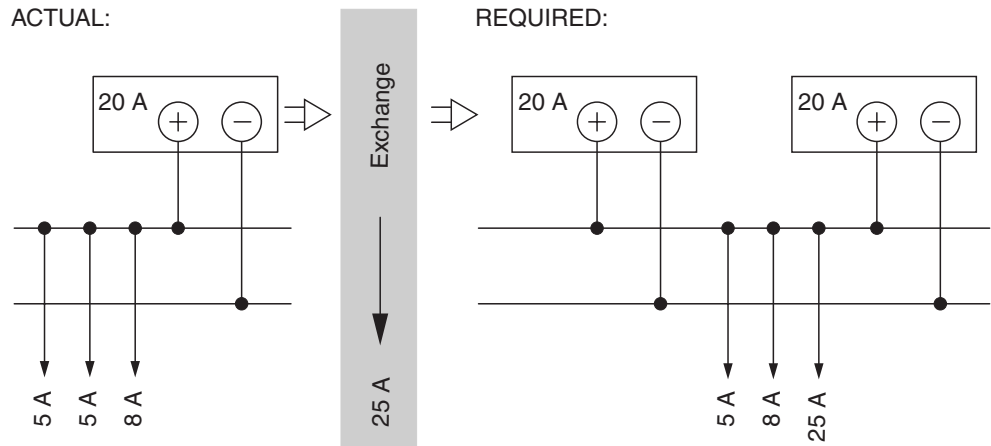 ACTUAL:
REQUIRED:
20 A
+
−
Exchange
25 A
20 A
+
−
20 A
+
−
5 A
5 A
8 A
5 A
8 A
25 A